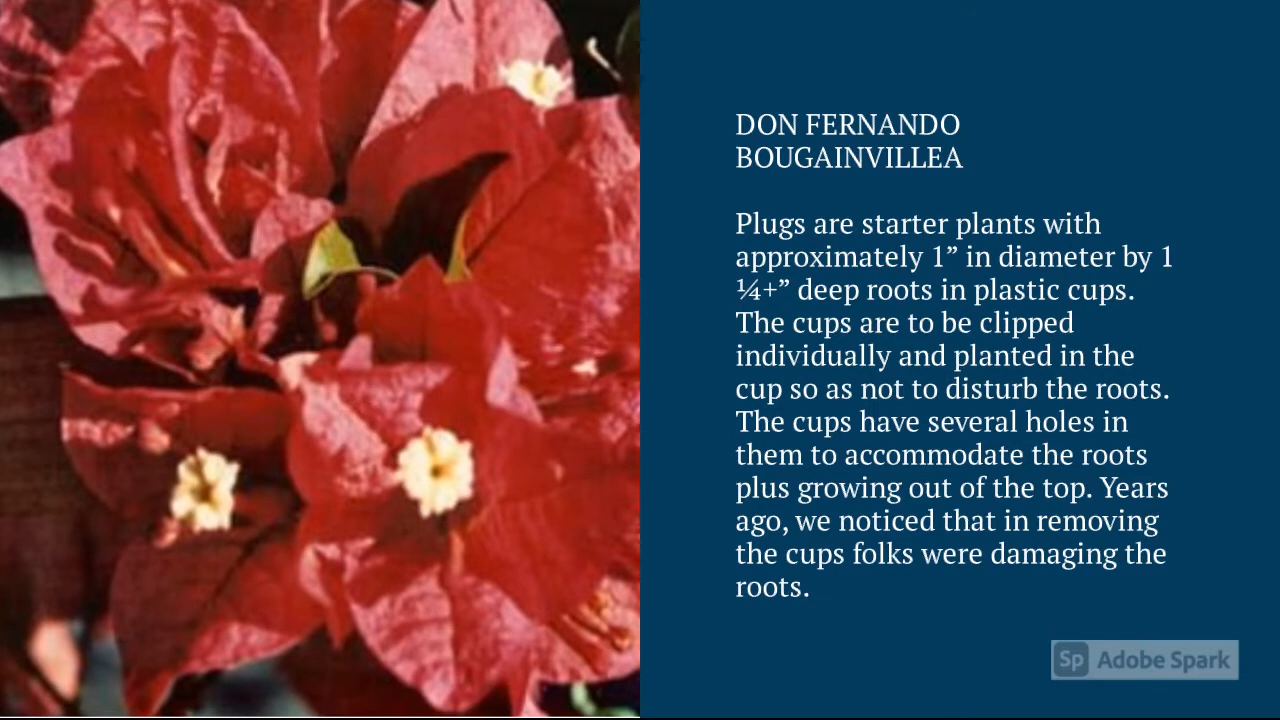 DON FERNANDO
BOUGAINVILLEA
Plugs are starter plants with
approximately 1” in diameter by 1
¼+” deep roots in plastic cups.
The cups are to be clipped
individually and planted in the
cup so as not to disturb the roots.
The cups have several holes in
them to accommodate the roots
plus growing out of the top. Years
ago, we noticed that in removing
the cups folks were damaging the
roots.
Sp Adobe Spark